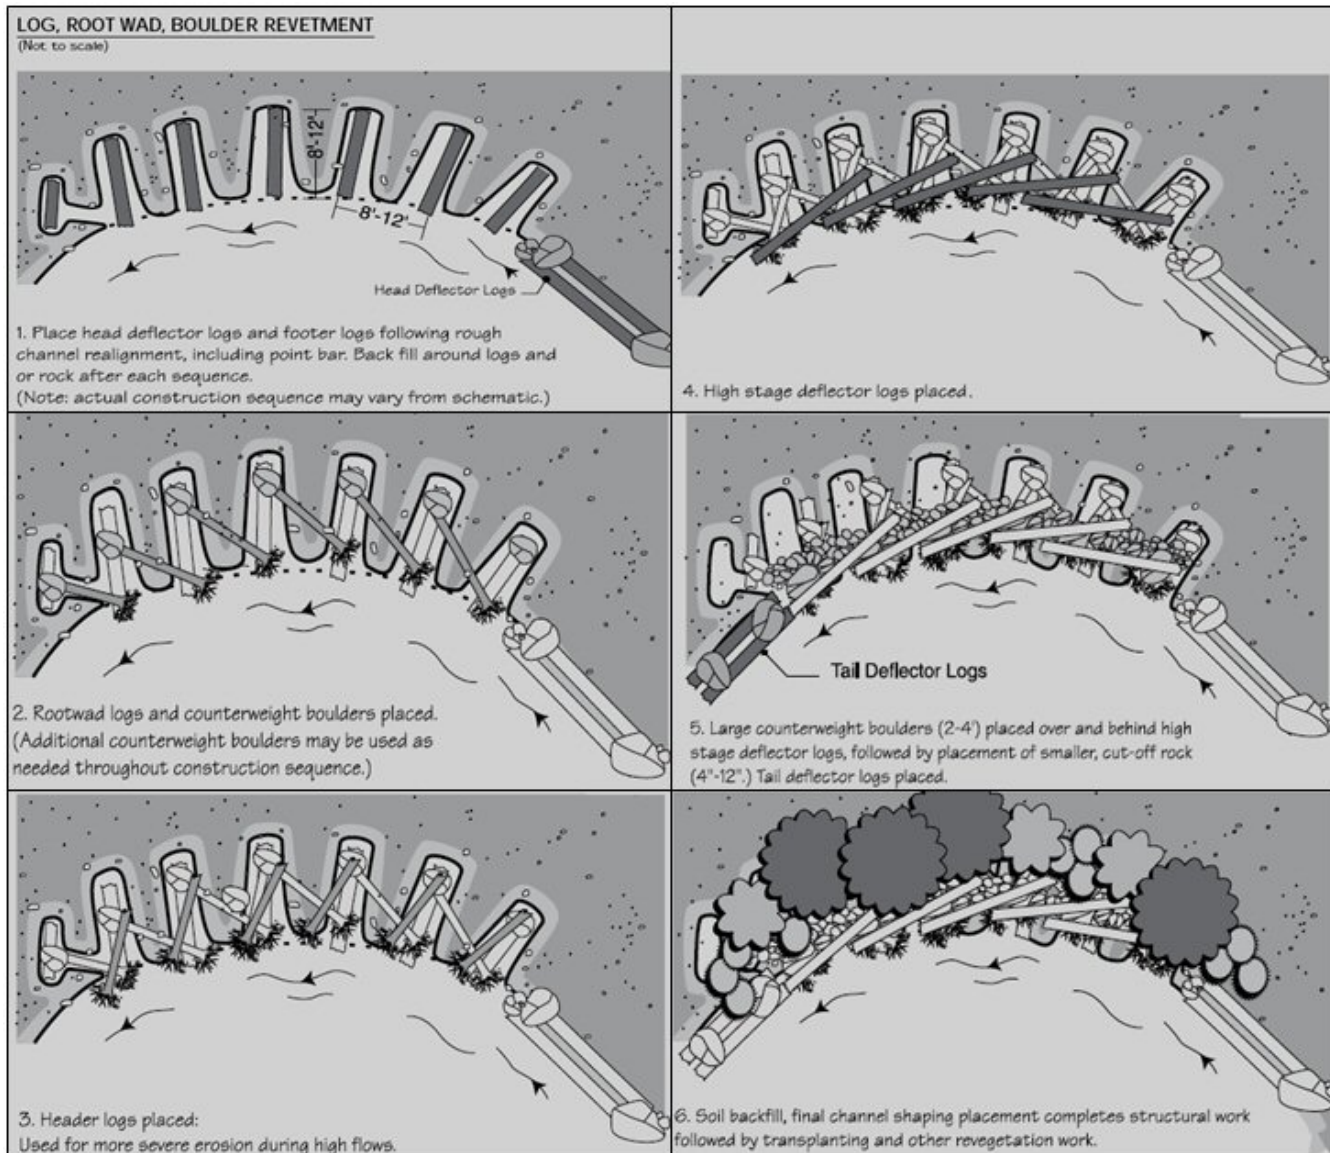 LOG, ROOT WAD, BOULDER REVETMENT
(Not to scale)
8'-12'
8'-12'
Head Deflector Logs
1. Place head deflector logs and footer logs following rough
channel realignment, including point bar. Back fill around logs and
or rock after each sequence.
(Note: actual construction sequence may vary from schematic.)
2. Rootwad logs and counterweight boulders placed.
(Additional counterweight boulders may be used as
needed throughout construction sequence.)
3. Header logs placed:
Used for more severe erosion during high flows.
4. High stage deflector logs placed.
Tail Deflector Logs
5. Large counterweight boulders (2-4') placed over and behind high
stage deflector logs, followed by placement of smaller, cut-off rock
(4"-12".) Tail deflector logs placed.
6. Soil backfill, final channel shaping placement completes structural work
followed by transplanting and other revegetation work.